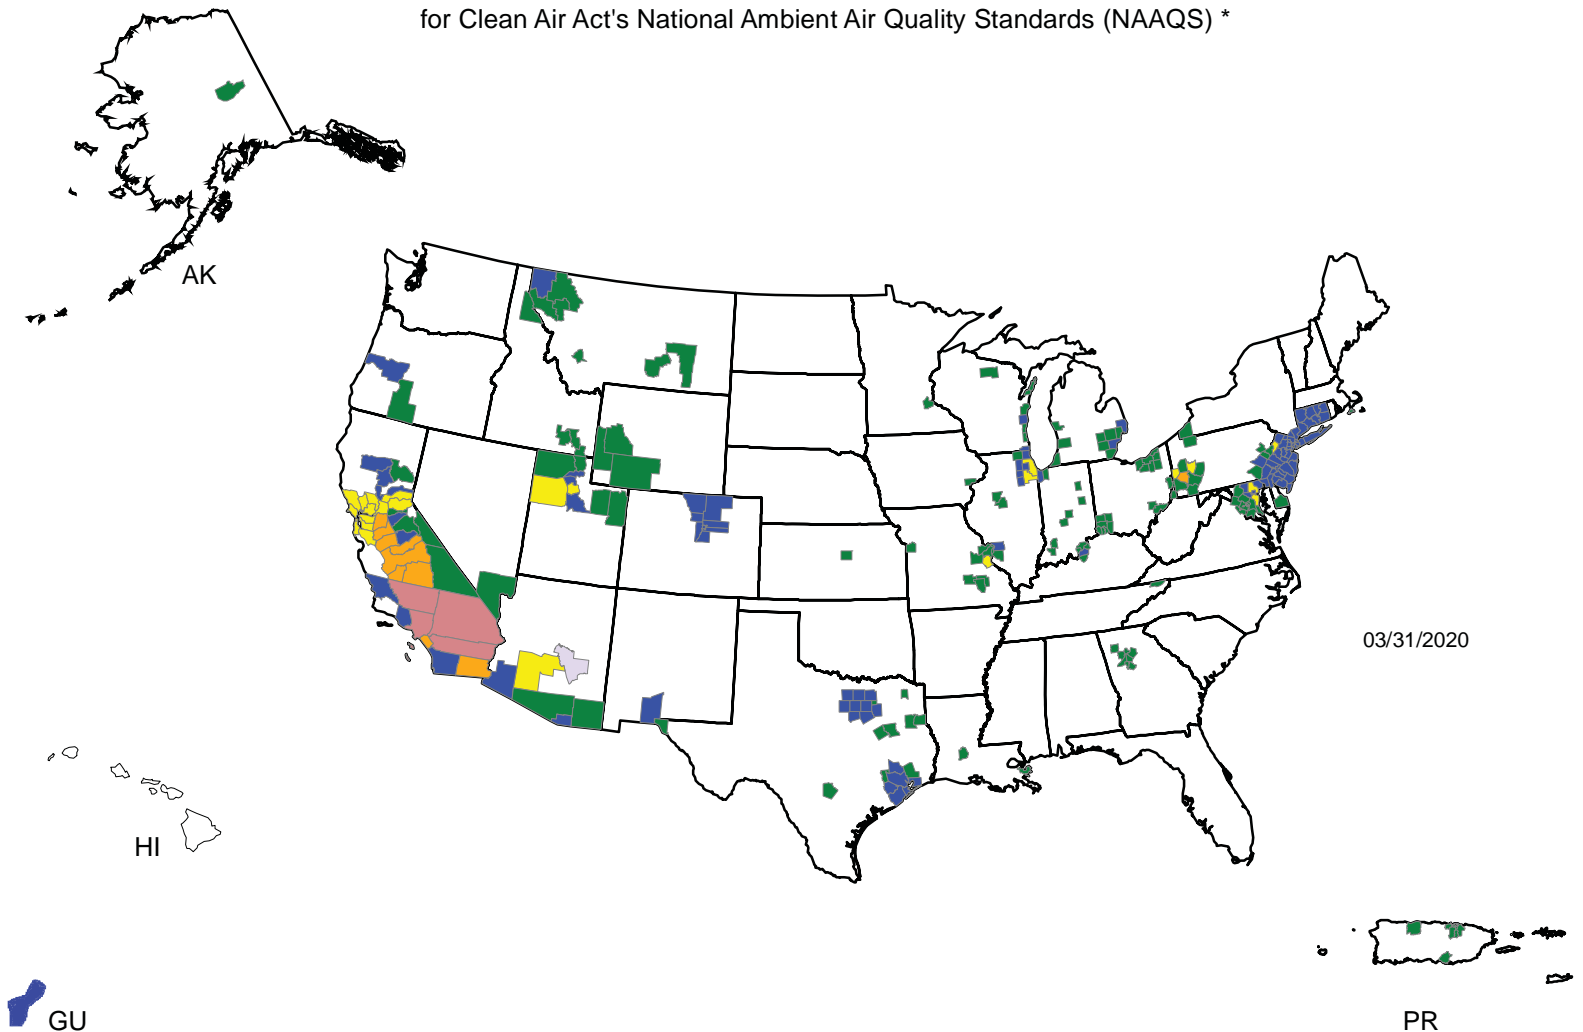 for Clean Air Act's National Ambient Air Quality Standards (NAAQS) *
AK
03/31/2020
HI
GU
PR